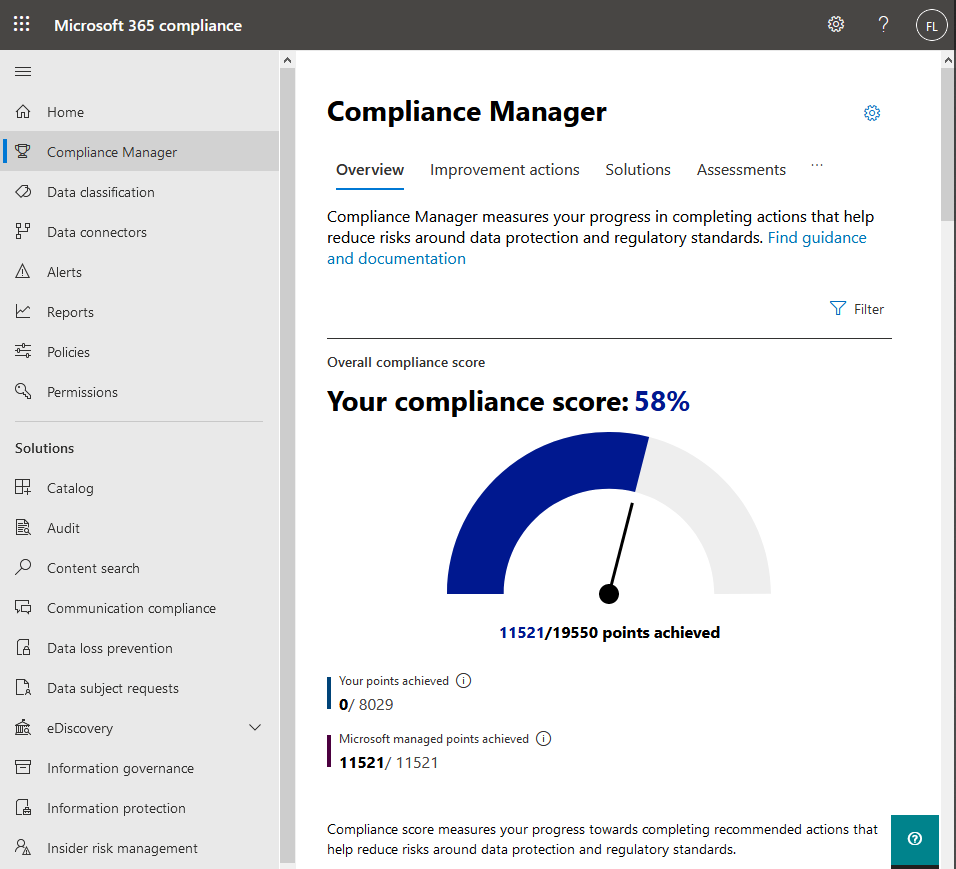 Microsoft 365 compliance
?
FL
Home
Compliance Manager
Data classification
Data connectors
Alerts
Reports
Policies
Permissions
Solutions
Catalog
Audit
Content search
Communication compliance
Data loss prevention
Data subject requests
eDiscovery
Information governance
Information protection
Insider risk management
Compliance Manager
Overview Improvement actions Solutions Assessments ...
Compliance Manager measures your progress in completing actions that help
reduce risks around data protection and regulatory standards. Find guidance
and documentation
Filter
Overall compliance score
Your compliance score: 58%
11521/19550 points achieved
Your points achieved
0/ 8029
Microsoft managed points achieved
11521/ 11521
Compliance score measures your progress towards completing recommended actions that
help reduce risks around data protection and regulatory standards.